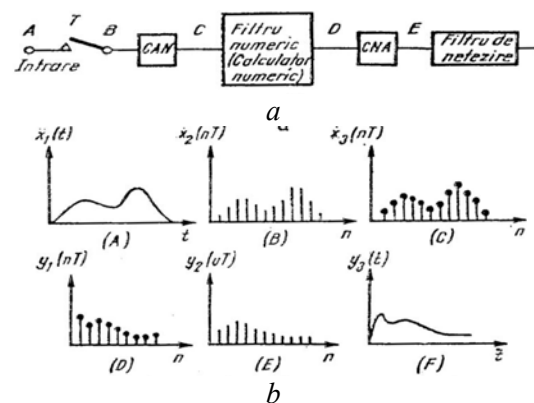 A T B C D E
Intrare
CAN
Filtru
numeric
(Calculator
numeric)
CNA
Filtru de
netezire
a
x₁(t) x₂(nT) x₃(nT)
t n n
(A) (B) (C)
y₁(nT) y₂(υT) y₃(t)
n n
(D) (E) (F)
b